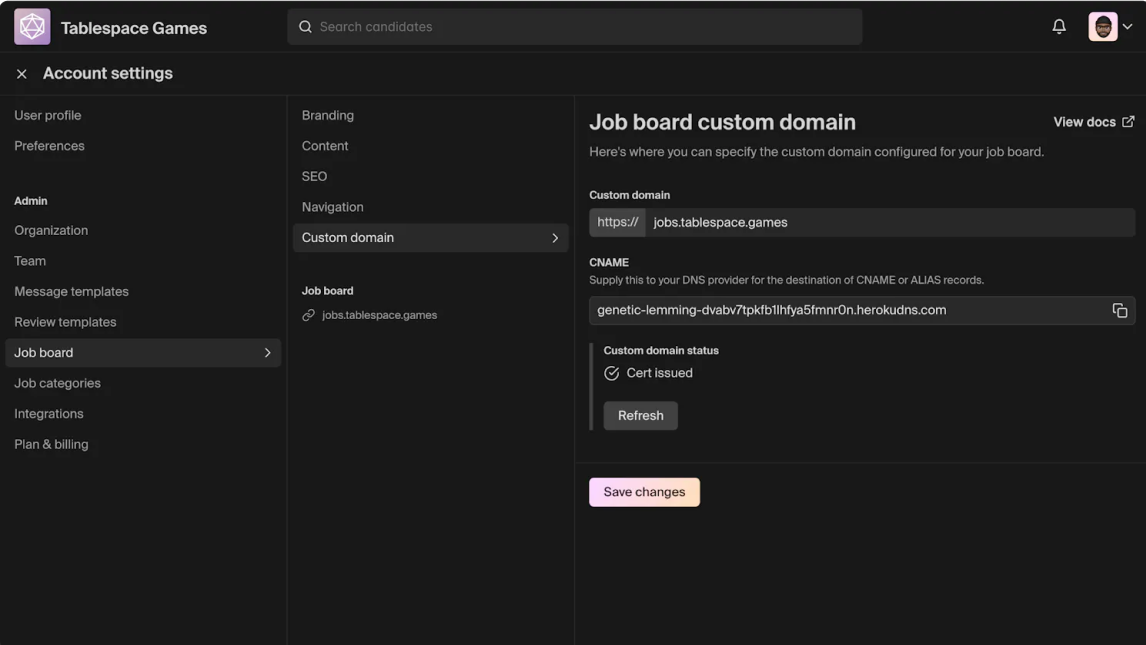 Tablespace Games
Search candidates
Account settings
User profile
Preferences
Admin
Organization
Team
Message templates
Review templates
Job board
Job categories
Integrations
Plan & billing
Branding
Content
SEO
Navigation
Custom domain
Job board
jobs.tablespace.games
Job board custom domain
View docs
Here's where you can specify the custom domain configured for your job board.
Custom domain
https:// jobs.tablespace.games
CNAME
Supply this to your DNS provider for the destination of CNAME or ALIAS records.
genetic-lemming-dvabv7tpkfb1lhfya5fmnr0n.herokudns.com
Custom domain status
Cert issued
Refresh
Save changes